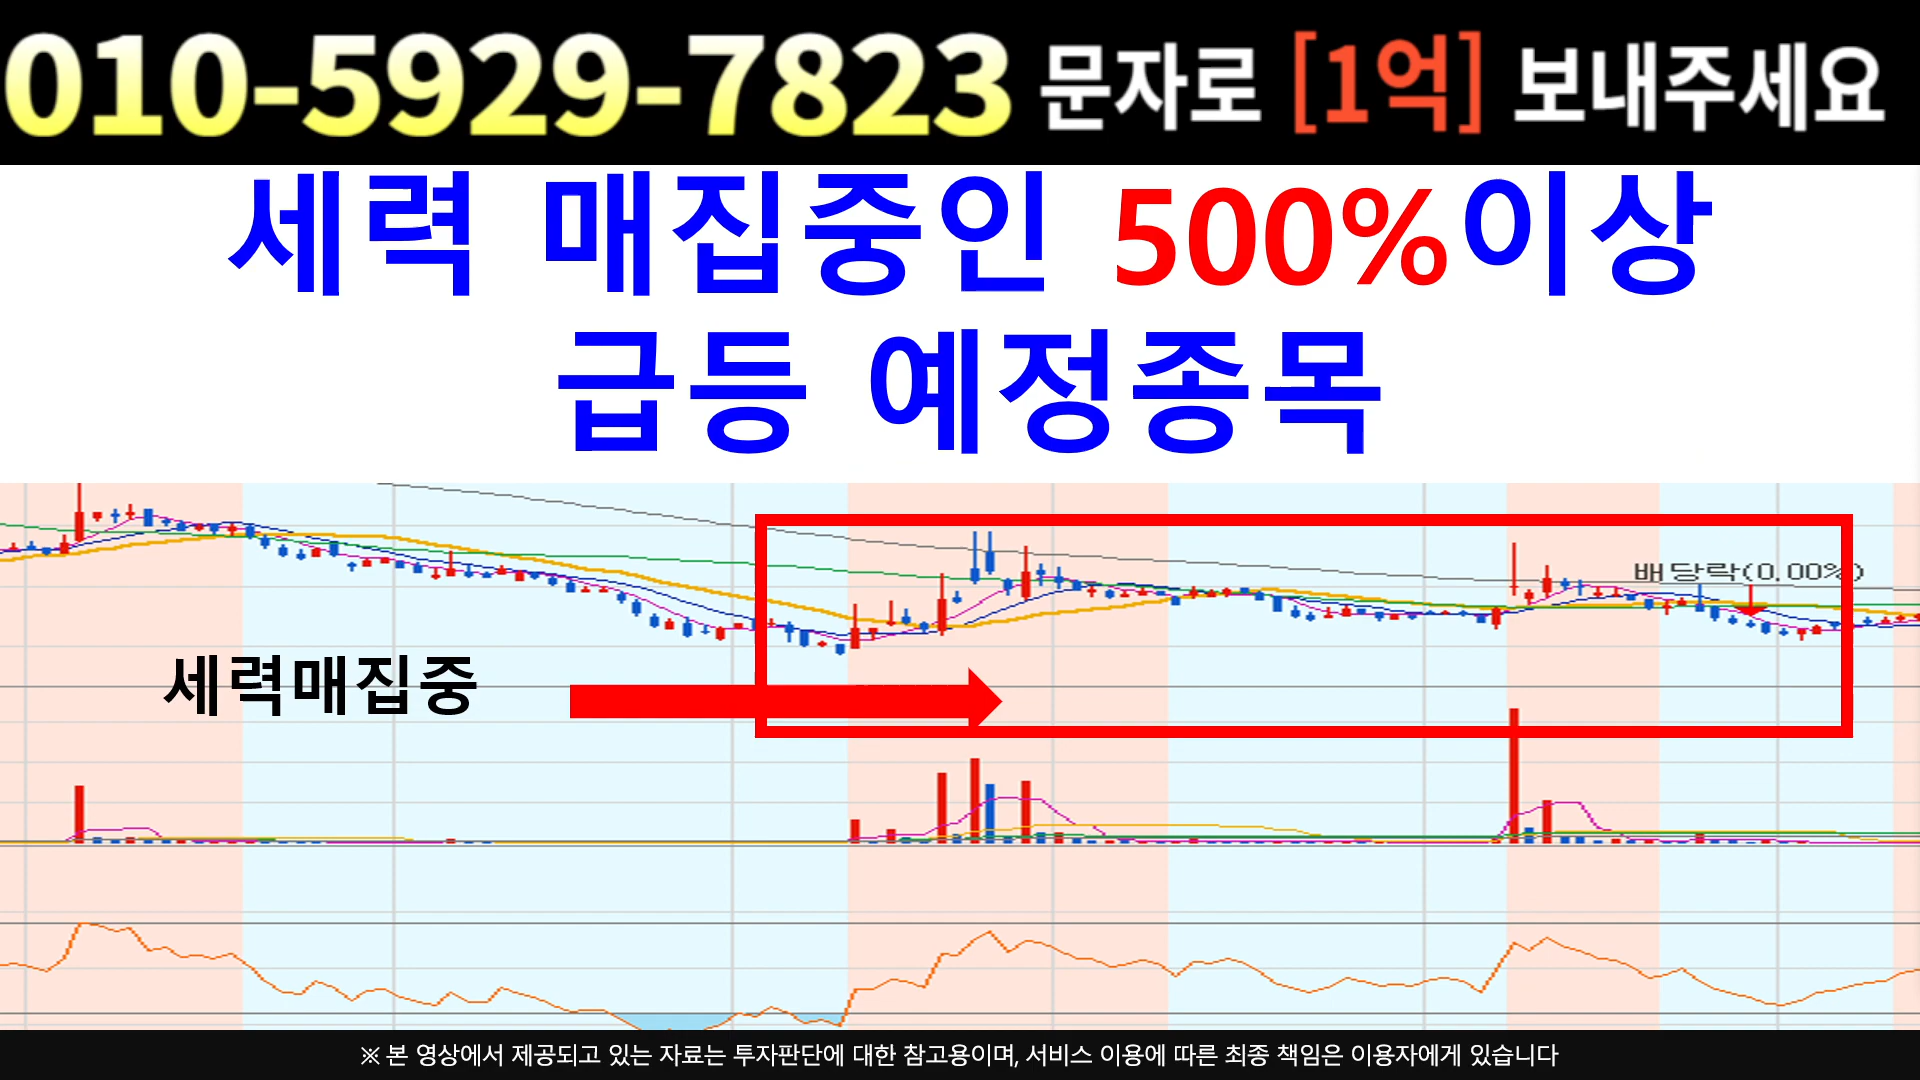 010-5929-7823 문자로 [1억] 보내주세요
세력 매집중인 500%이상
급등 예정종목
배당락(0.00%)
세력매집중
※ 본 영상에서 제공되고 있는 자료는 투자판단에 대한 참고용이며, 서비스 이용에 따른 최종 책임은 이용자에게 있습니다